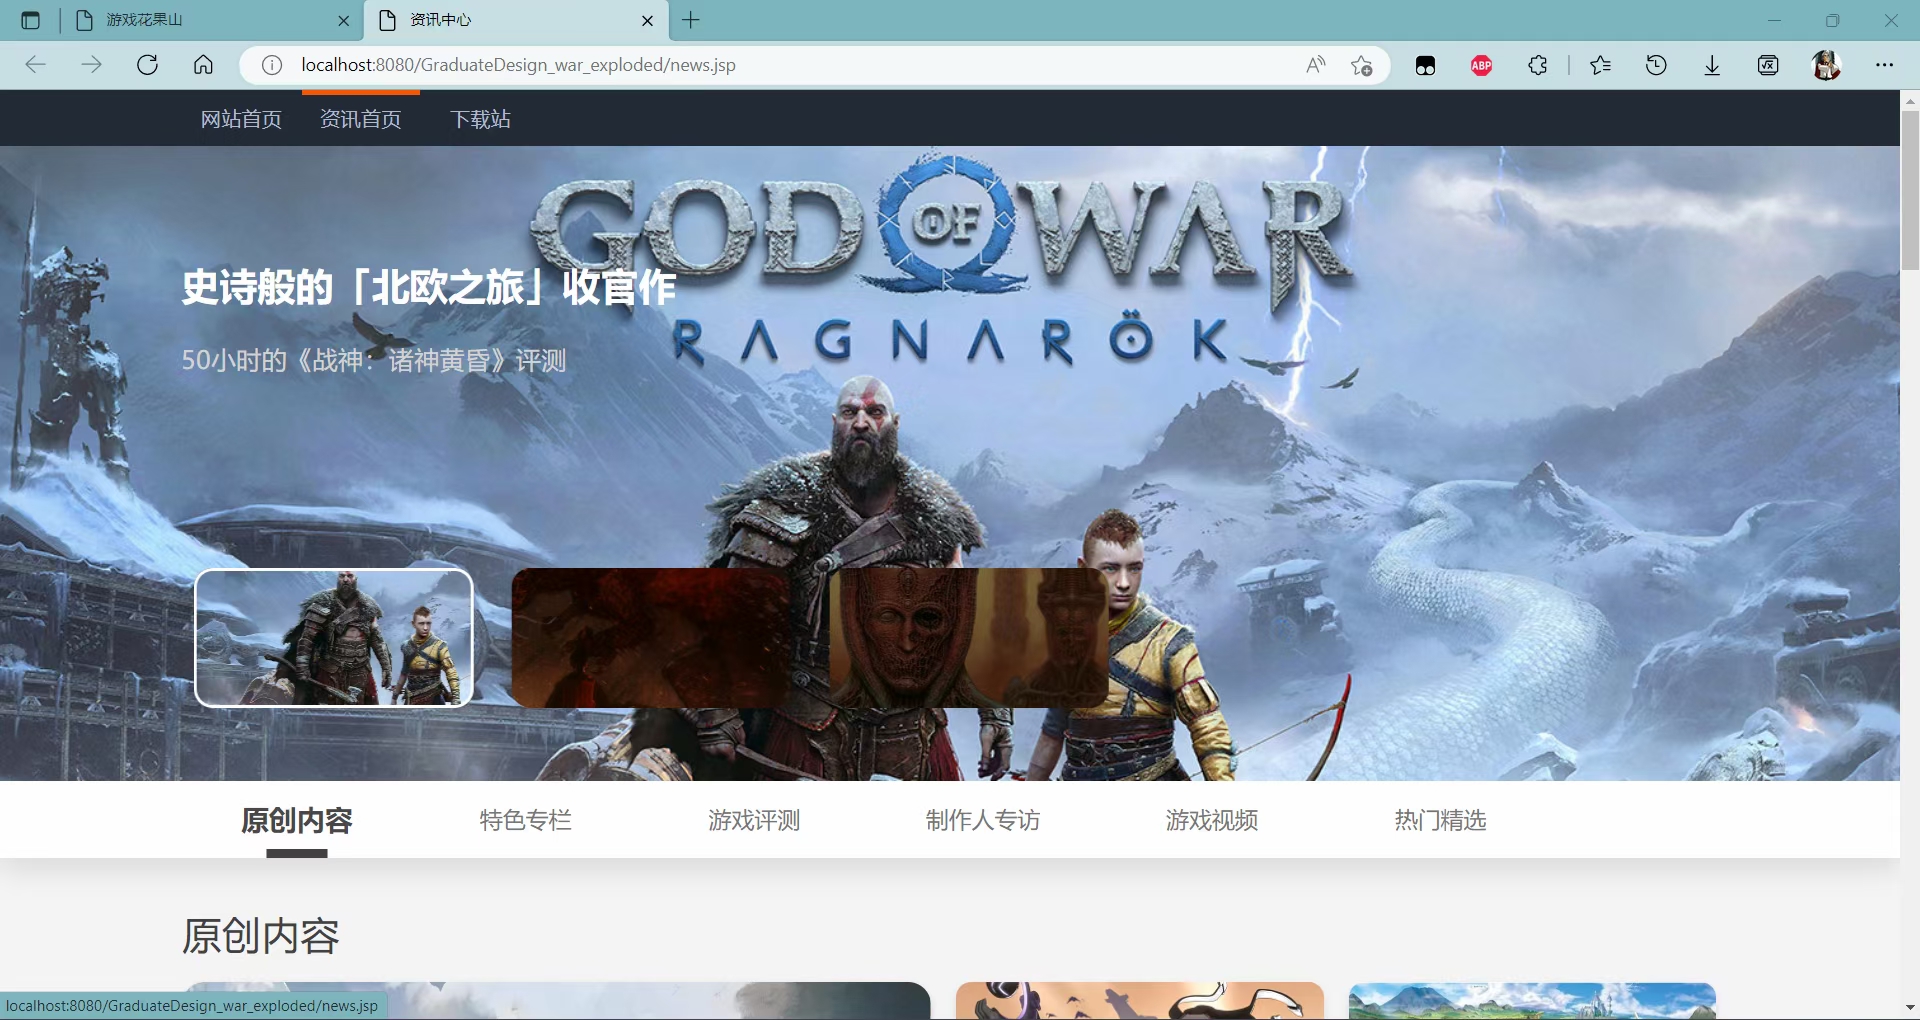 游戏花果山
资讯中心
localhost:8080/GraduateDesign_war_exploded/news.jsp
A
ABP
网站首页
资讯首页
下载站
GOD OF WAR
RAGNARÖK
史诗般的「北欧之旅」收官作
50小时的《战神：诸神黄昏》评测
原创内容
特色专栏
游戏评测
制作人专访
游戏视频
热门精选
原创内容
localhost:8080/GraduateDesign_war_exploded/news.jsp